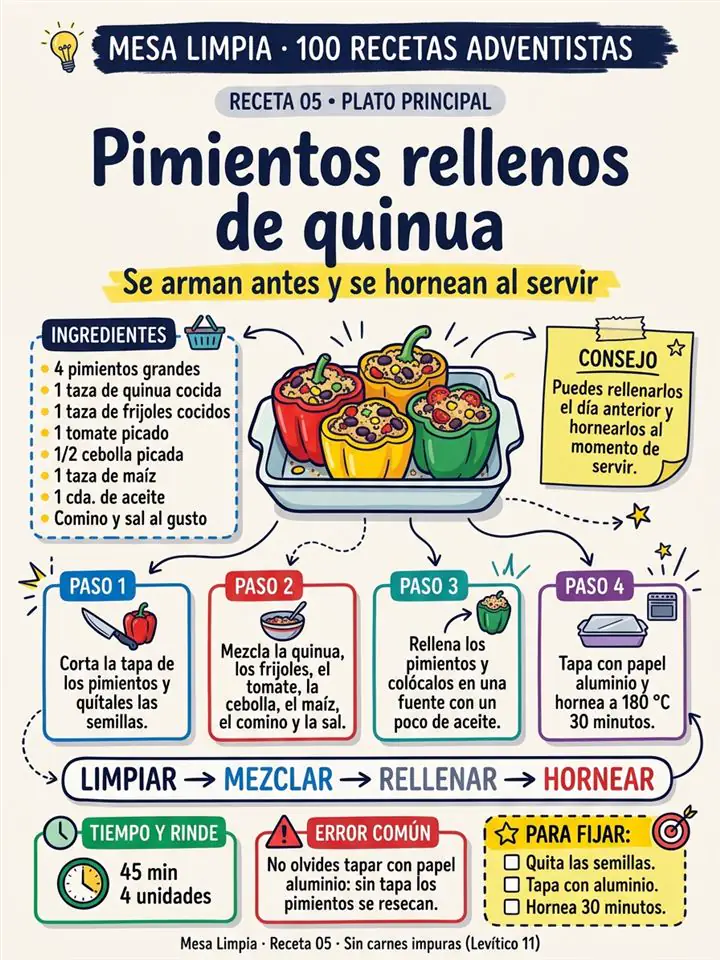 MESA LIMPIA · 100 RECETAS ADVENTISTAS
RECETA 05 • PLATO PRINCIPAL
Pimientos rellenos
de quinua
Se arman antes y se hornean al servir
INGREDIENTES
4 pimientos grandes
1 taza de quinua cocida
1 taza de frijoles cocidos
1 tomate picado
1/2 cebolla picada
1 taza de maíz
1 cda. de aceite
Comino y sal al gusto
CONSEJO
Puedes rellenarlos
el día anterior y
hornearlos al
momento de
servir.
PASO 1
Corta la tapa de
los pimientos y
quítales las
semillas.
PASO 2
Mezcla la quinua,
los frijoles, el
tomate, la
cebolla, el maíz,
el comino y la sal.
PASO 3
Rellena los
pimientos y
colócalos en una
fuente con un
poco de aceite.
PASO 4
Tapa con papel
aluminio y
hornea a 180 °C
30 minutos.
LIMPIAR → MEZCLAR → RELLENAR → HORNEAR
TIEMPO Y RINDE
45 min
4 unidades
ERROR COMÚN
No olvides tapar con papel
aluminio: sin tapa los
pimientos se resecan.
PARA FIJAR:
Quita las semillas.
Tapa con aluminio.
Hornea 30 minutos.
Mesa Limpia · Receta 05 · Sin carnes impuras (Levítico 11)